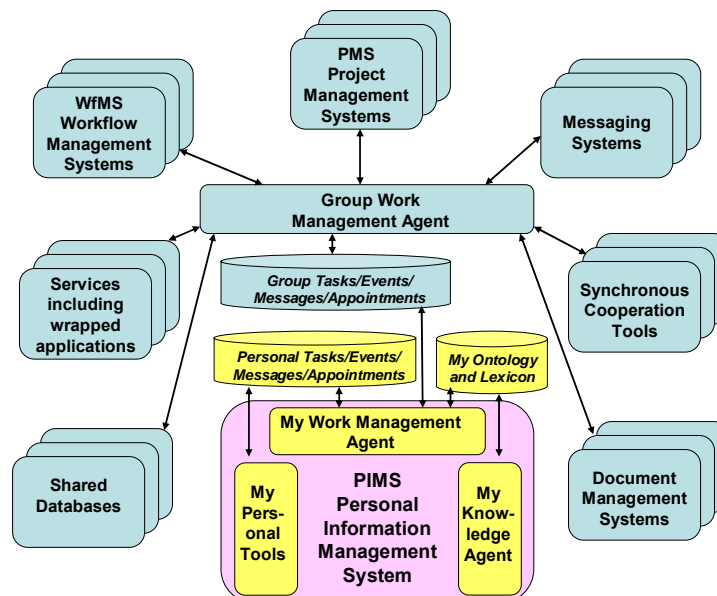 PMS
Project
Management
Systems
WfMS
Workflow
Management
Systems
Messaging
Systems
Group Work
Management Agent
Services
including
wrapped
applications
Group Tasks/Events/
Messages/Appointments
Synchronous
Cooperation
Tools
Personal Tasks/Events/
Messages/Appointments
My Ontology
and Lexicon
My Work Management
Agent
Shared
Databases
My
Pers-
onal
Tools
PIMS
Personal
Information
Management
System
My
Know-
ledge
Agent
Document
Management
Systems